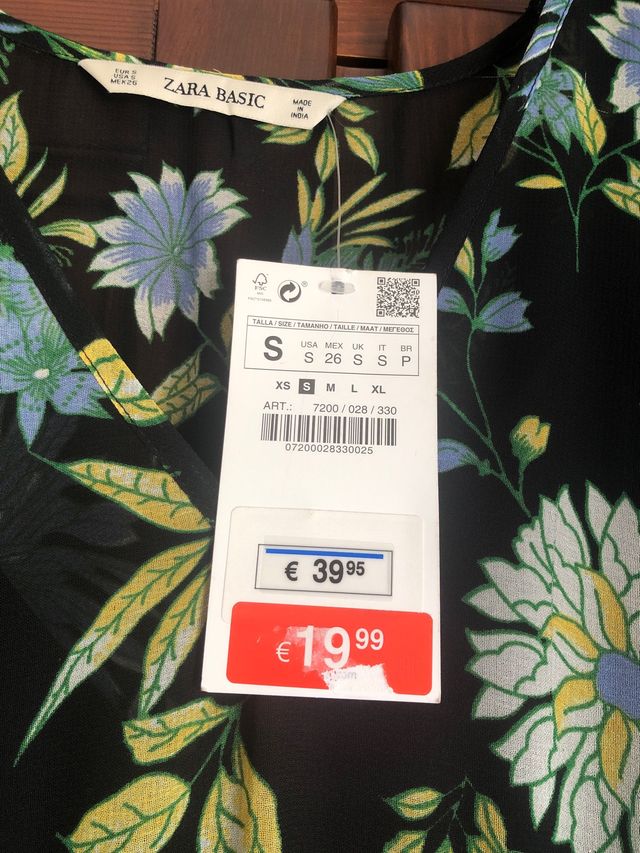 EUR S
USA S
MEX 26
ZARA BASIC
MADE
IN
INDIA
FSC
TALLA / SIZE / TAMANHO / TAILLE / MAAT / ΜΕΓΕΘΟΣ
S
USA MEX UK IT BR
S 26 S S P
XS S M L XL
ART.: 7200 / 028 / 330
07200028330025
€ 39 95
€ 19 99